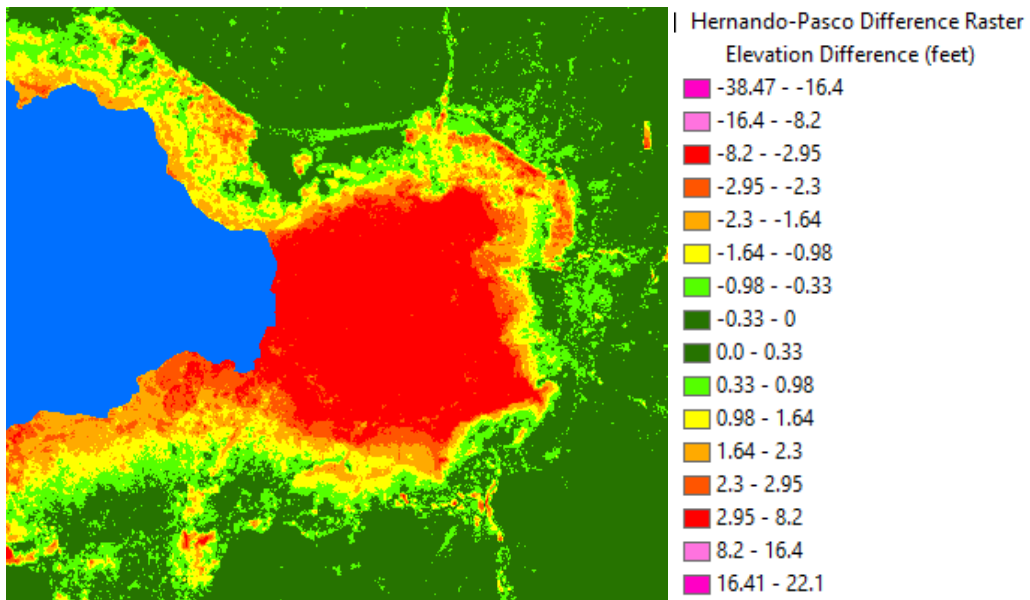 Hernando-Pasco Difference Raster
Elevation Difference (feet)
-38.47 - -16.4
-16.4 - -8.2
-8.2 - -2.95
-2.95 - -2.3
-2.3 - -1.64
-1.64 - -0.98
-0.98 - -0.33
-0.33 - 0
0.0 - 0.33
0.33 - 0.98
0.98 - 1.64
1.64 - 2.3
2.3 - 2.95
2.95 - 8.2
8.2 - 16.4
16.41 - 22.1